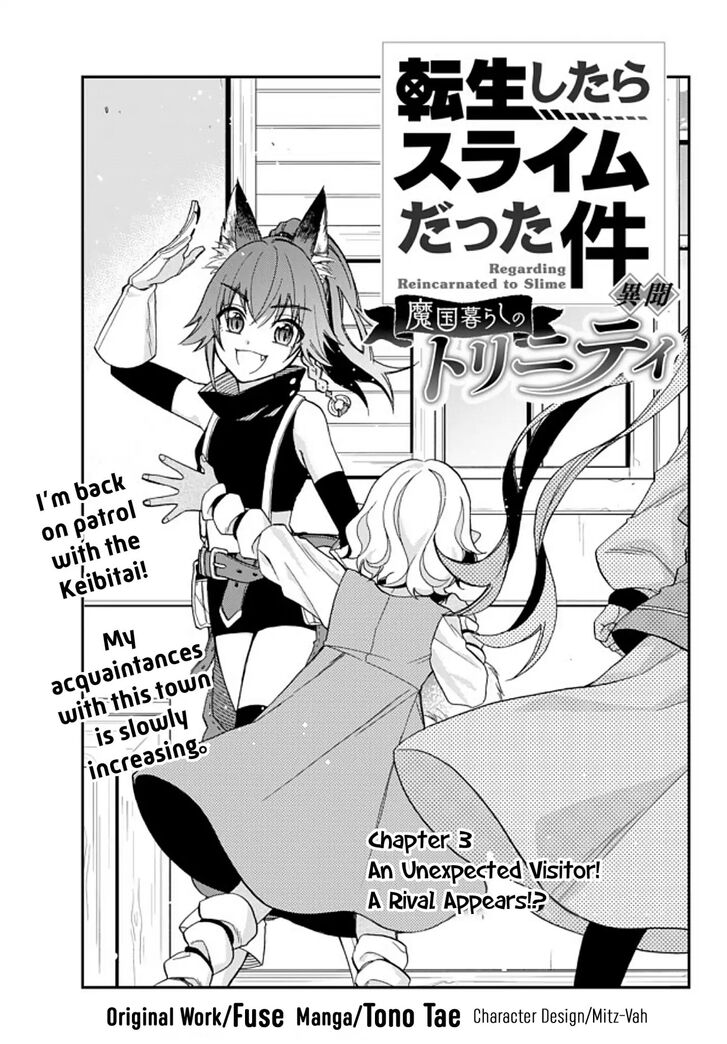 転生したら
スライム
だった件
Regarding
Reincarnated to Slime
異聞
魔国暮らしの
トリニティ
I'm back
on patrol
with the
Keibitai!
My
acquaintances
with this town
is slowly
increasing。
Chapter 3
An Unexpected Visitor!
A Rival Appears!?
Original Work/Fuse Manga/Tono Tae Character Design/Mitz-Vah